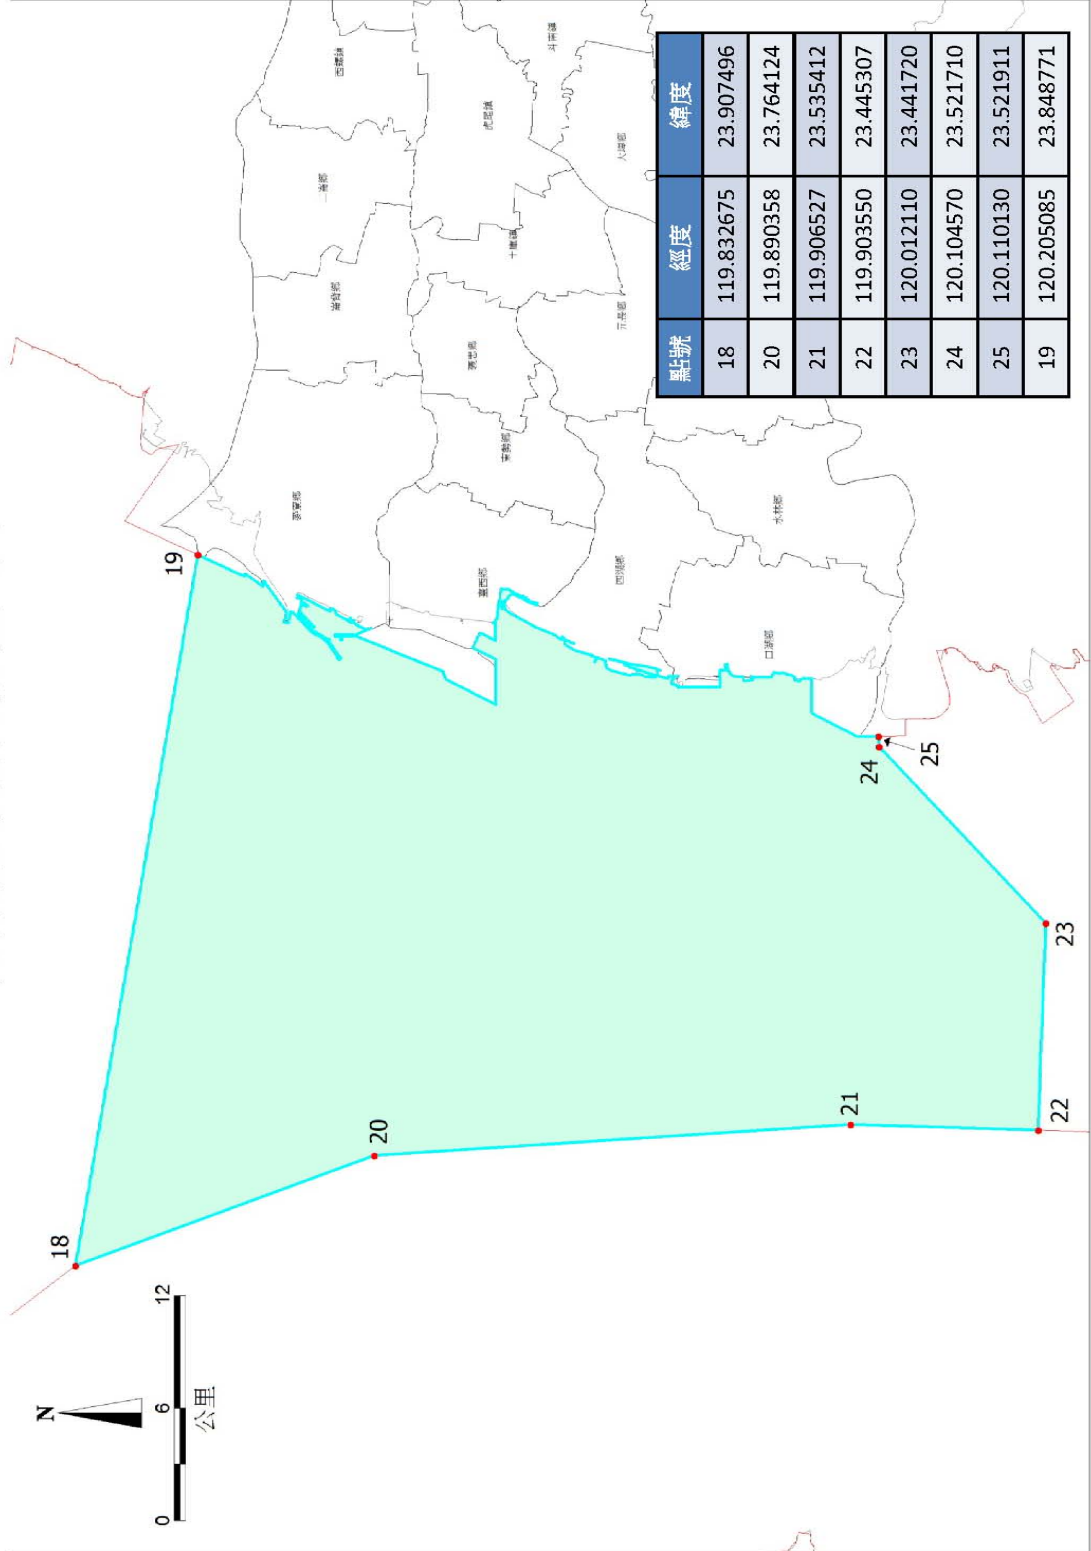 N
0 6 12
公里
18
19
20
21
22
23
24
25
西螺鎮
二崙鄉
崙背鄉
麥寮鄉
斗南鎮
虎尾鎮
土庫鎮
褒忠鄉
東勢鄉
臺西鄉
大埤鄉
元長鄉
四湖鄉
水林鄉
口湖鄉
點號 經度 緯度
18 119.832675 23.907496
20 119.890358 23.764124
21 119.906527 23.535412
22 119.903550 23.445307
23 120.012110 23.441720
24 120.104570 23.521710
25 120.110130 23.521911
19 120.205085 23.848771